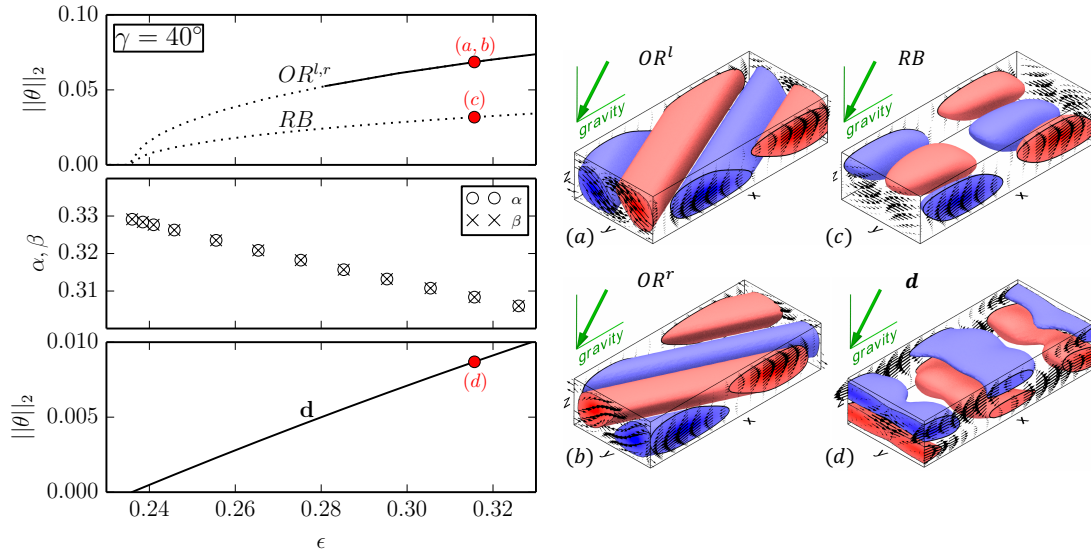 0.10
γ = 40°
(a, b)
OR^{l,r}
0.05
RB
(c)
0.00
||θ||₂
0.33
α
β
0.32
0.31
α, β
0.010
(d)
d
0.005
0.000
||θ||₂
0.24 0.26 0.28 0.30 0.32
ϵ
OR^l
gravity
z
x
y
(a)
RB
gravity
z
x
y
(c)
OR^r
gravity
z
x
y
(b)
d
gravity
z
x
y
(d)